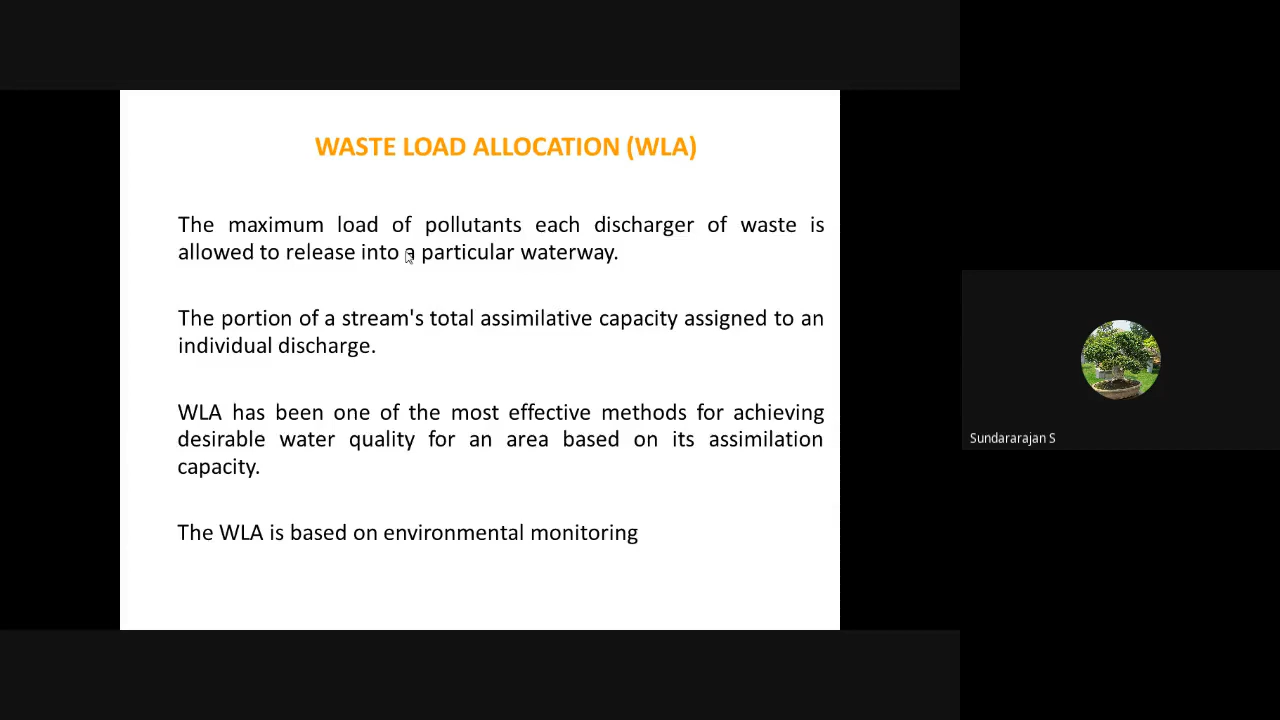 WASTE LOAD ALLOCATION (WLA)
The maximum load of pollutants each discharger of waste is
allowed to release into a particular waterway.
The portion of a stream's total assimilative capacity assigned to an
individual discharge.
WLA has been one of the most effective methods for achieving
desirable water quality for an area based on its assimilation
capacity.
The WLA is based on environmental monitoring
Sundararajan S